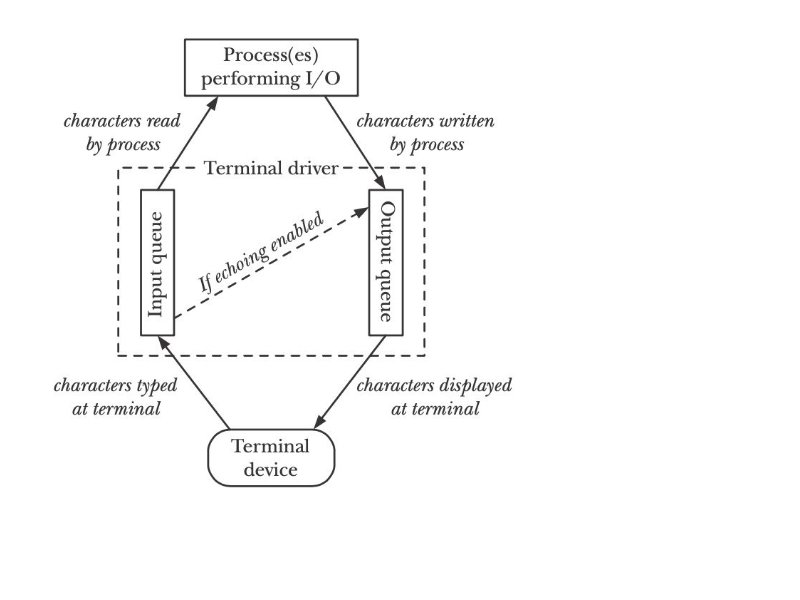 Process(es)
performing I/O
characters read
by process
characters written
by process
Terminal driver
Input queue
If echoing enabled
Output queue
characters typed
at terminal
characters displayed
at terminal
Terminal
device